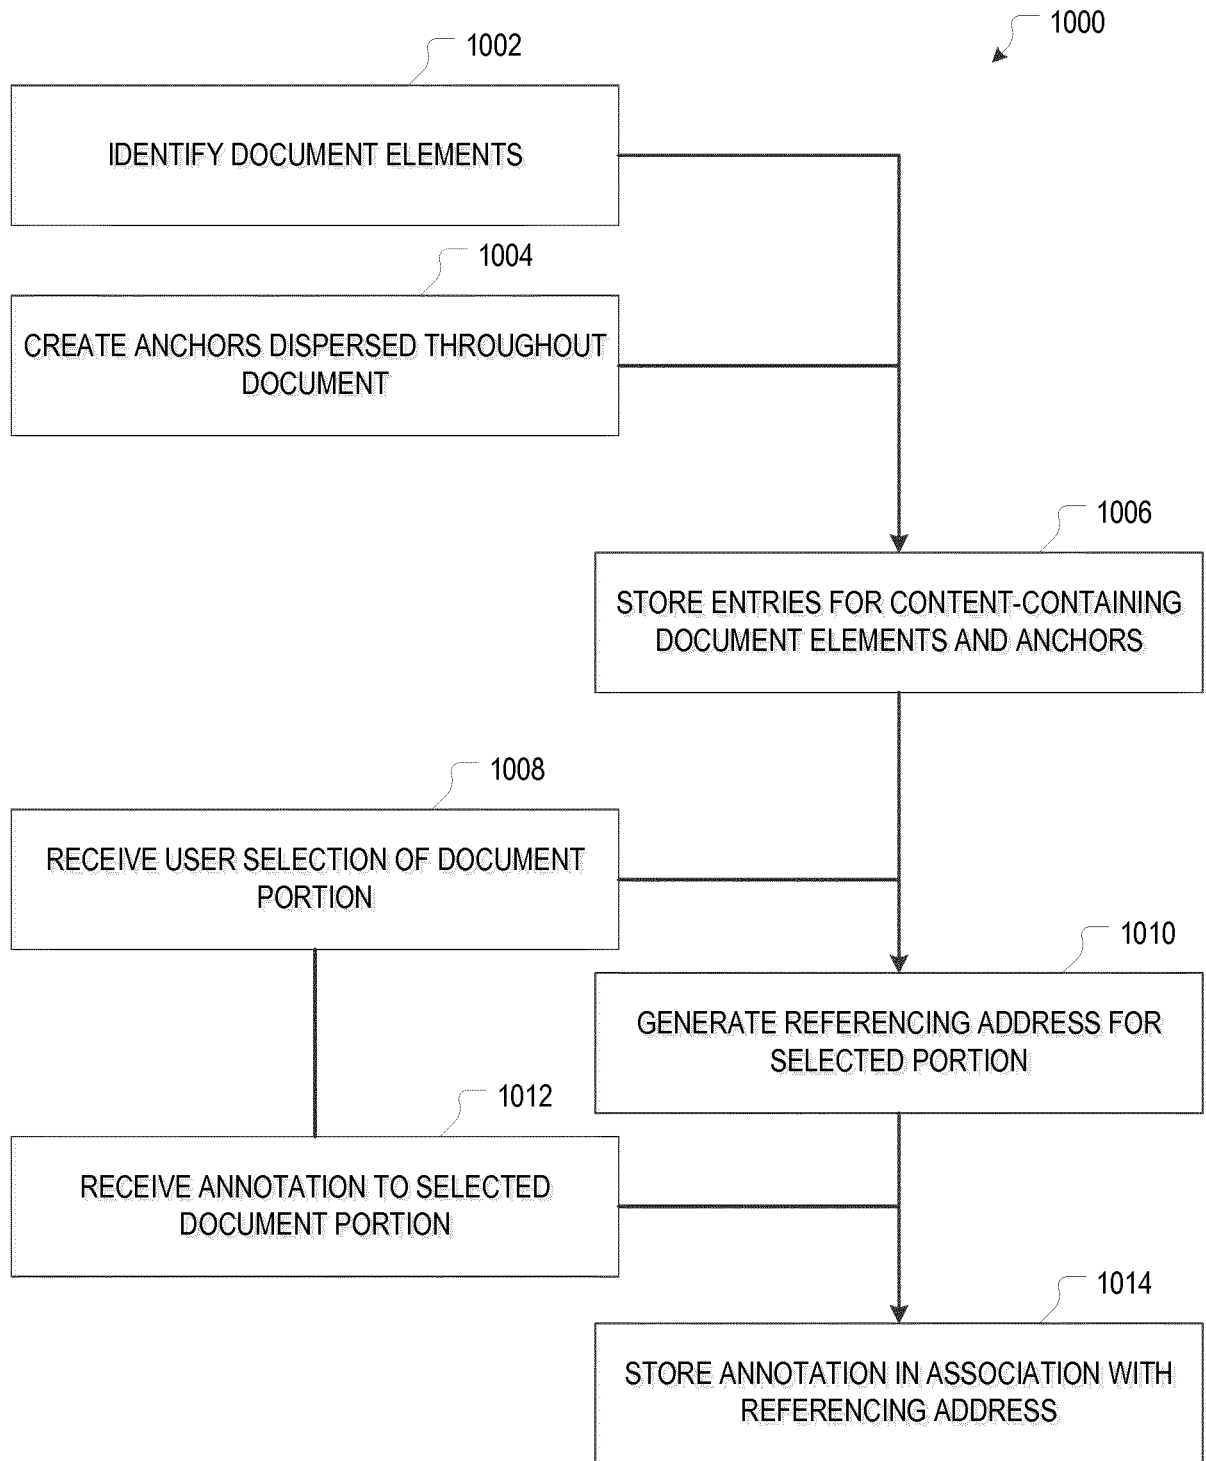 1000
1002
IDENTIFY DOCUMENT ELEMENTS
1004
CREATE ANCHORS DISPERSED THROUGHOUT
DOCUMENT
1006
STORE ENTRIES FOR CONTENT-CONTAINING
DOCUMENT ELEMENTS AND ANCHORS
1008
RECEIVE USER SELECTION OF DOCUMENT
PORTION
1010
GENERATE REFERENCING ADDRESS FOR
SELECTED PORTION
1012
RECEIVE ANNOTATION TO SELECTED
DOCUMENT PORTION
1014
STORE ANNOTATION IN ASSOCIATION WITH
REFERENCING ADDRESS